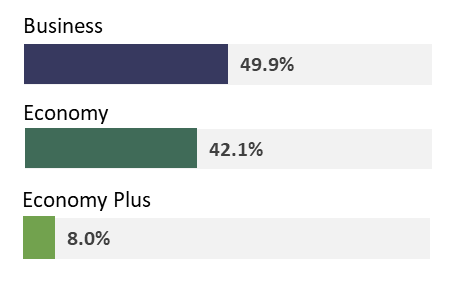 Business
49.9%
Economy
42.1%
Economy Plus
8.0%